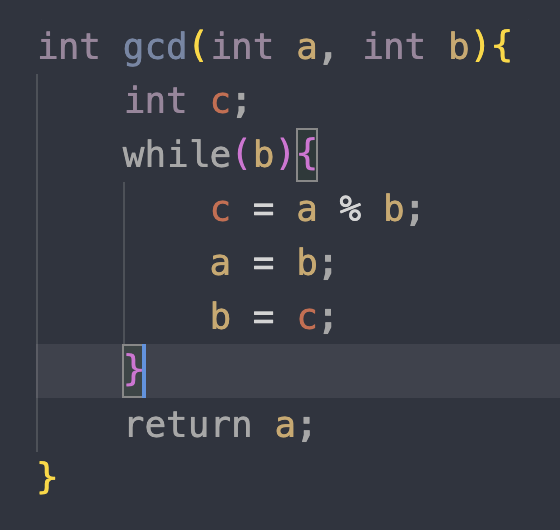 int gcd(int a, int b){
    int c;
    while(b){
        c = a % b;
        a = b;
        b = c;
    }
    return a;
}